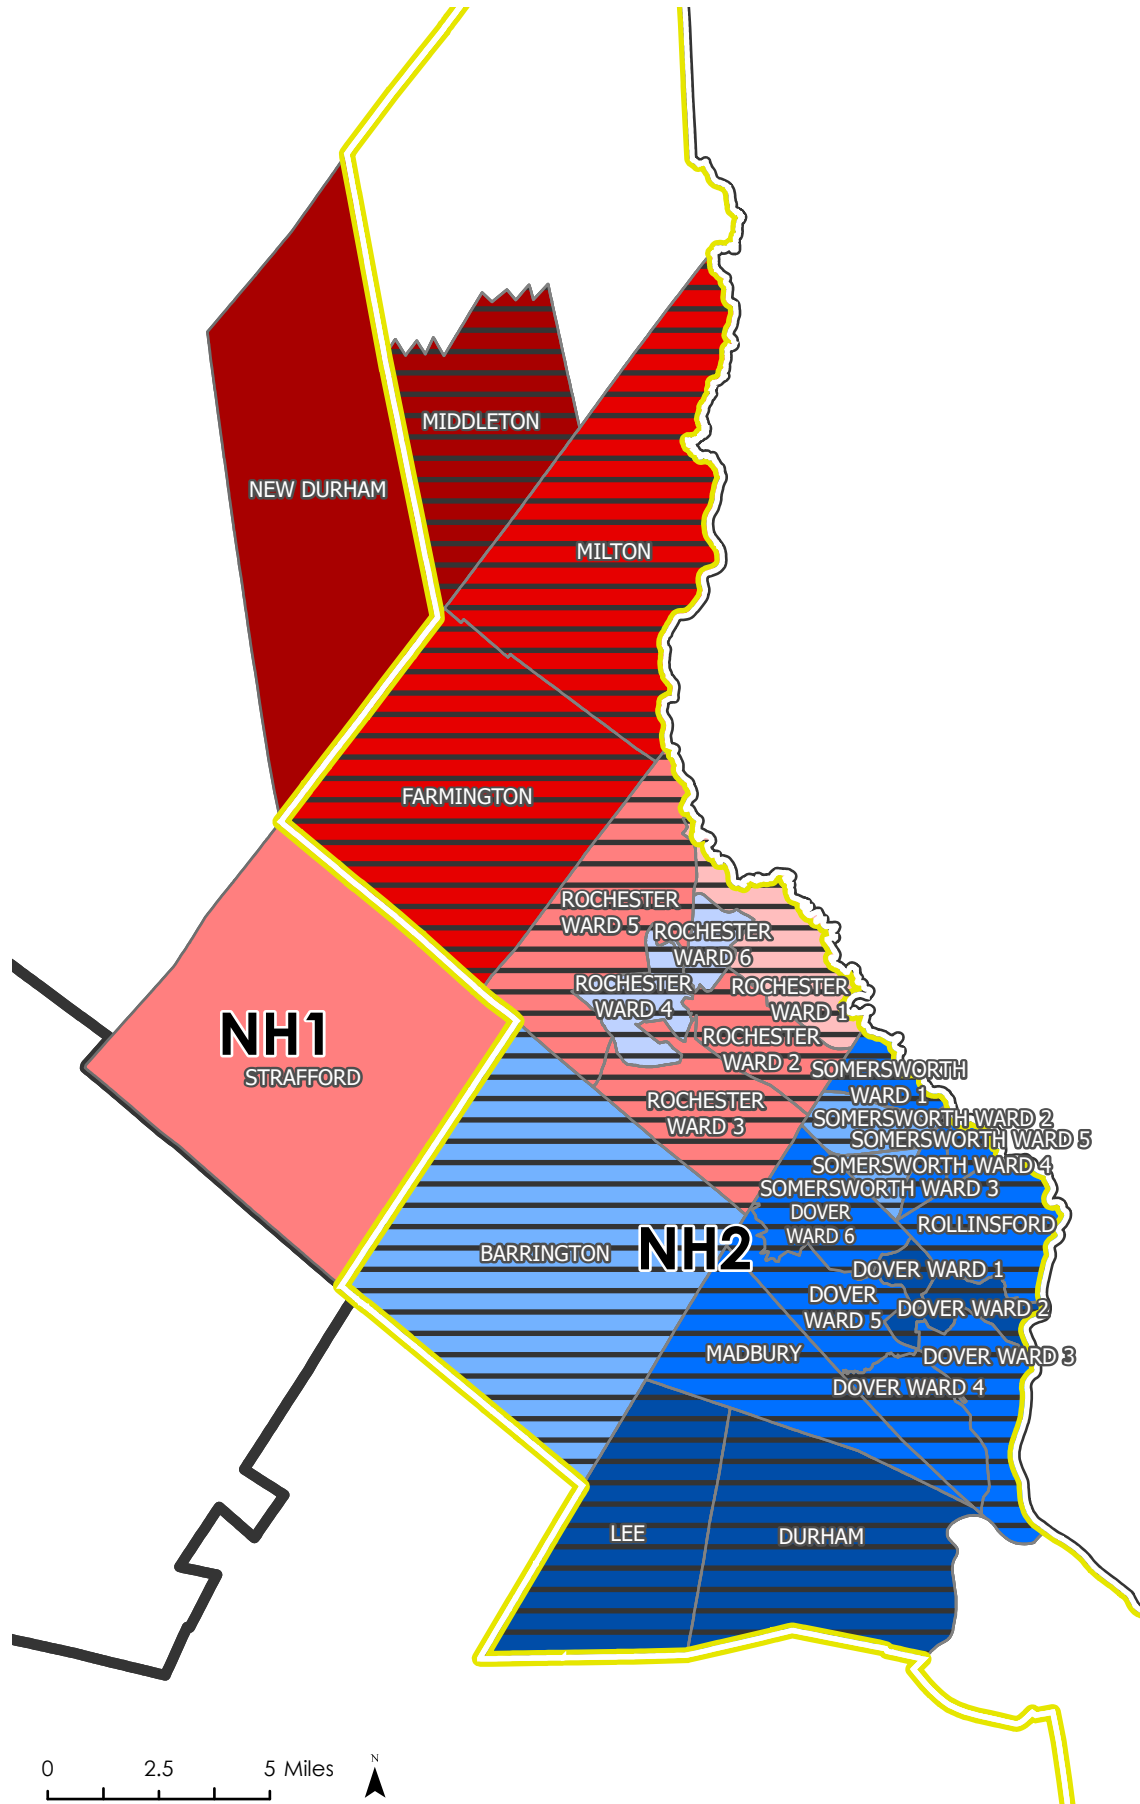 MIDDLETON
NEW DURHAM
MILTON
FARMINGTON
ROCHESTER
WARD 5
ROCHESTER
WARD 6
ROCHESTER
WARD 4
ROCHESTER
WARD 1
NH1
STRAFFORD
ROCHESTER
WARD 2
SOMERSWORTH
WARD 1
ROCHESTER
WARD 3
SOMERSWORTH WARD 2
SOMERSWORTH WARD 5
SOMERSWORTH WARD 4
SOMERSWORTH WARD 3
DOVER
WARD 6
ROLLINSFORD
BARRINGTON
NH2
DOVER WARD 1
DOVER
WARD 5
DOVER WARD 2
MADBURY
DOVER WARD 3
DOVER WARD 4
LEE
DURHAM
N
0 2.5 5 Miles